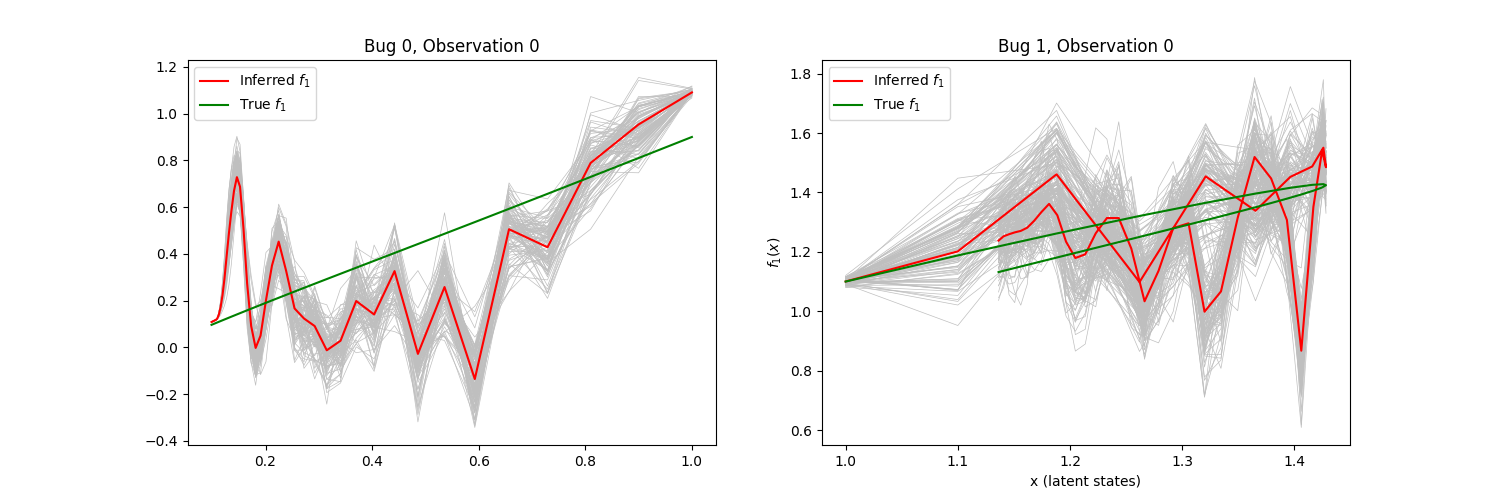 Bug 0, Observation 0
Inferred f₁
True f₁
1.2
1.0
0.8
0.6
0.4
0.2
0.0
−0.2
−0.4
0.2 0.4 0.6 0.8 1.0
Bug 1, Observation 0
Inferred f₁
True f₁
f₁(x)
1.8
1.6
1.4
1.2
1.0
0.8
0.6
1.0 1.1 1.2 1.3 1.4
x (latent states)